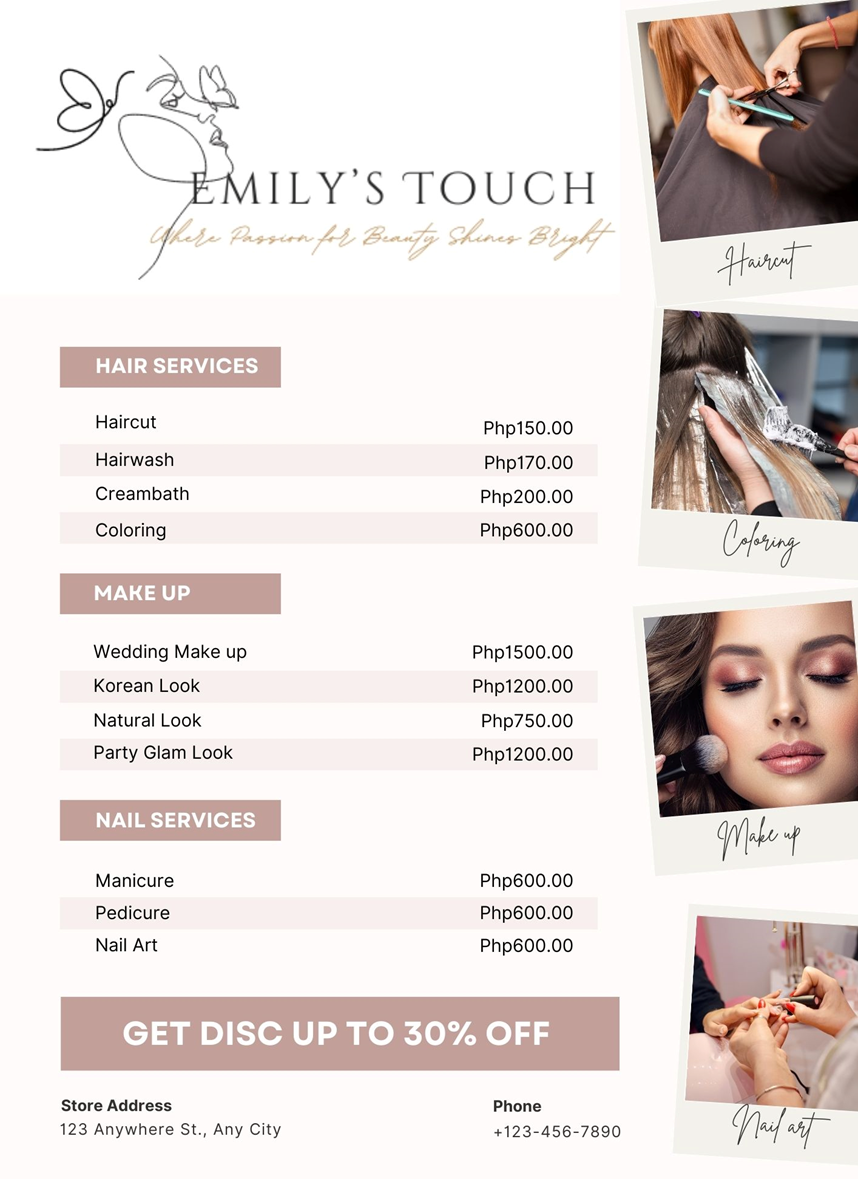 EMILY'S TOUCH
Where Passion for Beauty Shines Bright
Haircut
HAIR SERVICES
Haircut Php150.00
Hairwash Php170.00
Creambath Php200.00
Coloring Php600.00
Coloring
MAKE UP
Wedding Make up Php1500.00
Korean Look Php1200.00
Natural Look Php750.00
Party Glam Look Php1200.00
Make up
NAIL SERVICES
Manicure Php600.00
Pedicure Php600.00
Nail Art Php600.00
GET DISC UP TO 30% OFF
Nail art
Store Address
123 Anywhere St., Any City
Phone
+123-456-7890